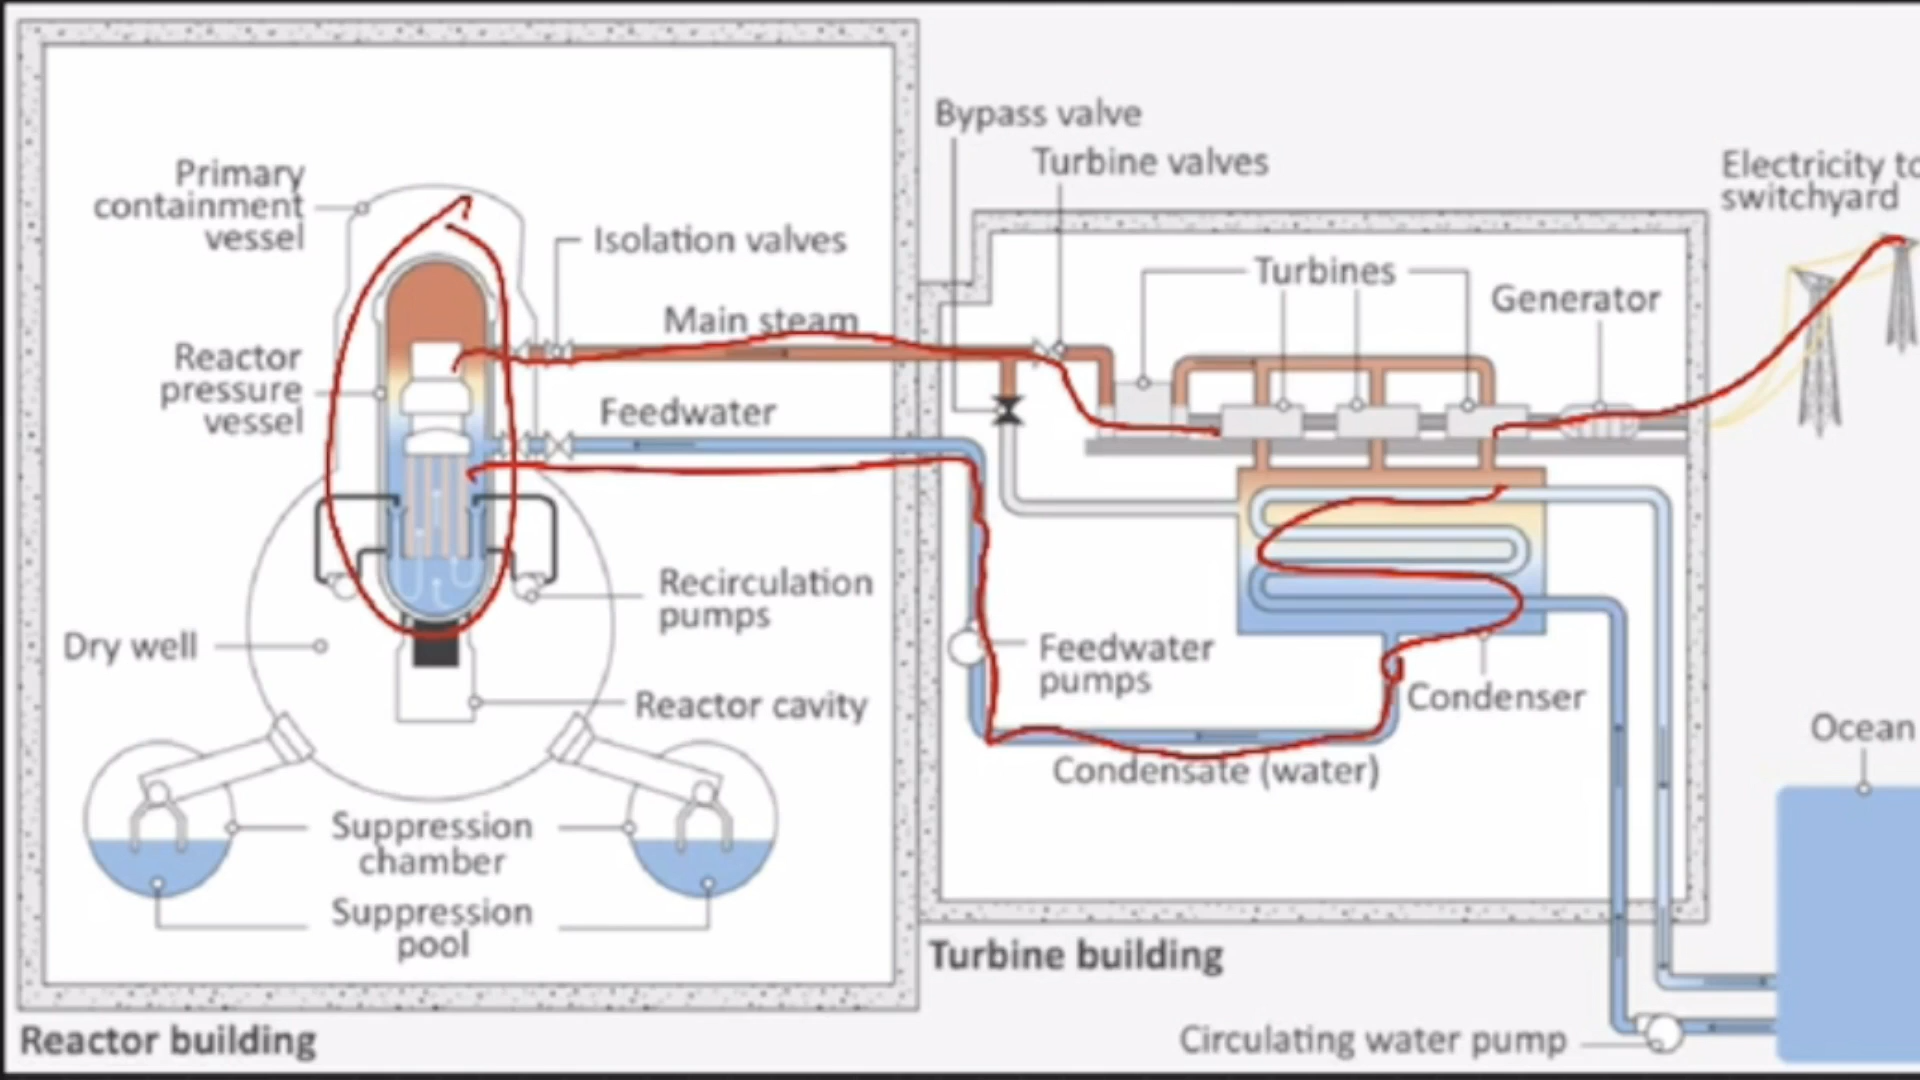 Bypass valve
Turbine valves
Electricity to
switchyard
Primary
containment
vessel
Isolation valves
Turbines
Generator
Main steam
Reactor
pressure
vessel
Feedwater
Recirculation
pumps
Dry well
Feedwater
pumps
Condenser
Reactor cavity
Ocean
Condensate (water)
Suppression
chamber
Suppression
pool
Turbine building
Reactor building
Circulating water pump